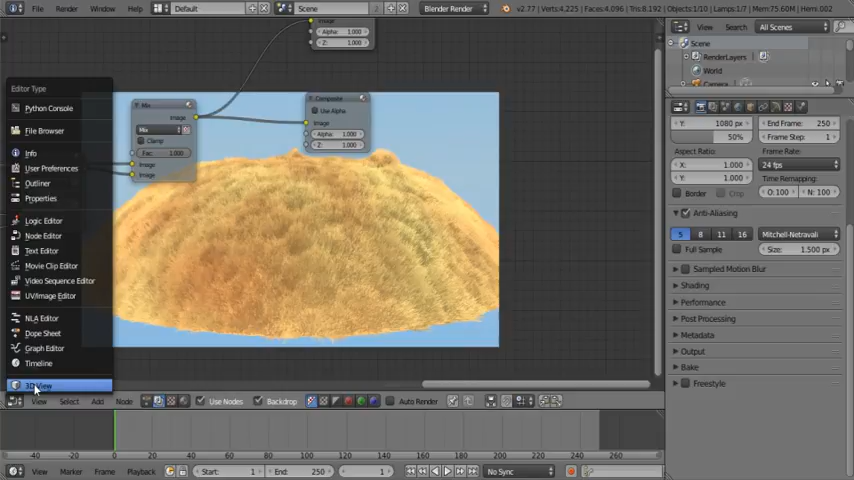 File Render Window Help Default Scene Blender Render v2.77 | Verts:4,225 | Faces:4,096 | Tris:8,192 | Objects:1/10 | Lamps:1/7 | Mem:75.60M | Hems.002
Image
Alpha: 1.000
Z: 1.000
View Search All Scenes
Scene
RenderLayers
World
Camera
Editor Type
Python Console
File Browser
Info
User Preferences
Outliner
Properties
Logic Editor
Node Editor
Text Editor
Movie Clip Editor
Video Sequence Editor
UV/Image Editor
NLA Editor
Dope Sheet
Graph Editor
Timeline
3D View
Mix
Image
Mix
Clamp
Fac: 1.000
Image
Image
Composite
Use Alpha
Image
Alpha: 1.000
Z: 1.000
Y: 1080 px End Frame: 250
50% Frame Step: 1
Aspect Ratio: Frame Rate:
X: 1.000 24 fps
Y: 1.000 Time Remapping:
Border Crop O:100 N:100
Anti-Aliasing
5 8 11 16 Mitchell-Netravali
Full Sample Size: 1.500 px
Sampled Motion Blur
Shading
Performance
Post Processing
Metadata
Output
Bake
Freestyle
View Select Add Node Use Nodes Backdrop Auto Render
-40 -20 0 20 40 60 80 100 120 140 160 180 200 220 240 260
View Marker Frame Playback Start: 1 End: 250 1 No Sync